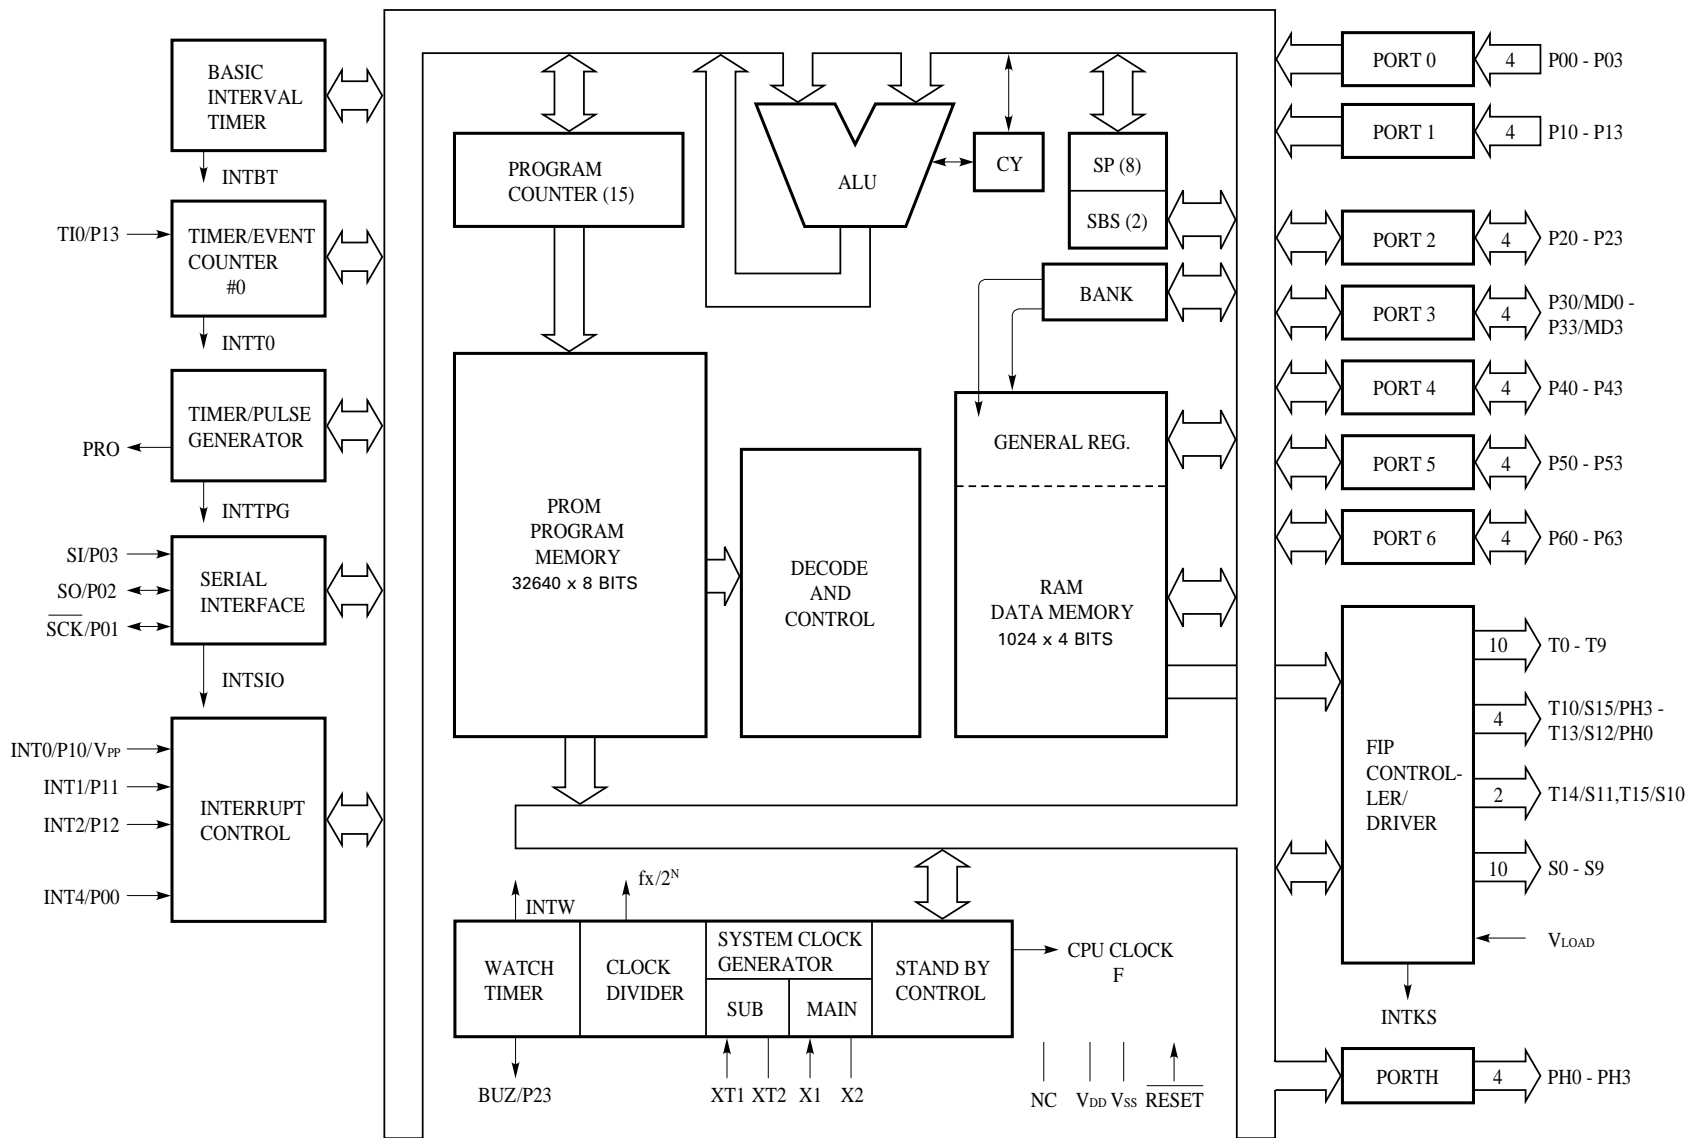 BASIC
INTERVAL
TIMER
INTBT
TI0/P13
TIMER/EVENT
COUNTER
#0
INTT0
TIMER/PULSE
GENERATOR
PRO
INTTPG
SI/P03
SO/P02
SCK/P01
SERIAL
INTERFACE
INTSIO
INT0/P10/VPP
INT1/P11
INT2/P12
INT4/P00
INTERRUPT
CONTROL
PROGRAM
COUNTER (15)
ALU
CY
SP (8)
SBS (2)
BANK
PROM
PROGRAM
MEMORY
32640 x 8 BITS
DECODE
AND
CONTROL
GENERAL REG.
RAM
DATA MEMORY
1024 x 4 BITS
INTW
fx/2N
WATCH
TIMER
CLOCK
DIVIDER
SYSTEM CLOCK
GENERATOR
SUB
MAIN
STAND BY
CONTROL
CPU CLOCK
F
BUZ/P23
XT1
XT2
X1
X2
NC
VDD
VSS
RESET
PORT 0
4
P00 - P03
PORT 1
4
P10 - P13
PORT 2
4
P20 - P23
PORT 3
4
P30/MD0 -
P33/MD3
PORT 4
4
P40 - P43
PORT 5
4
P50 - P53
PORT 6
4
P60 - P63
FIP
CONTROL-
LER/
DRIVER
10
T0 - T9
4
T10/S15/PH3 -
T13/S12/PH0
2
T14/S11,T15/S10
10
S0 - S9
VLOAD
INTKS
PORTH
4
PH0 - PH3